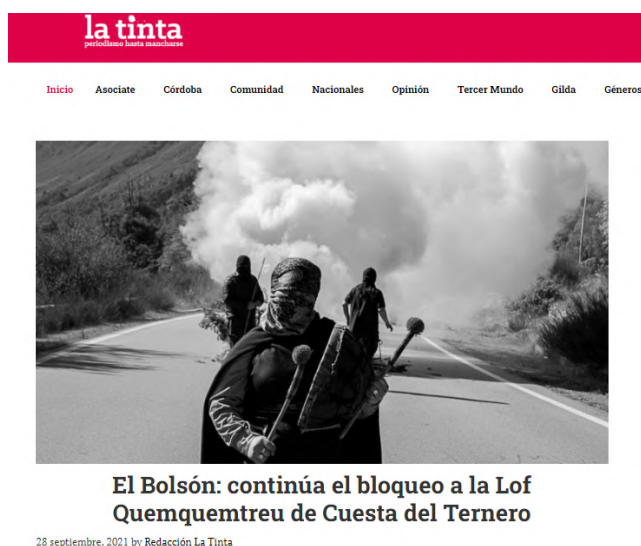 la tinta
periodismo hasta mancharse
Inicio Asociate Córdoba Comunidad Nacionales Opinión Tercer Mundo Gilda Géneros
El Bolsón: continúa el bloqueo a la Lof
Quemquemtreu de Cuesta del Ternero
28 septiembre, 2021 by Redacción La Tinta